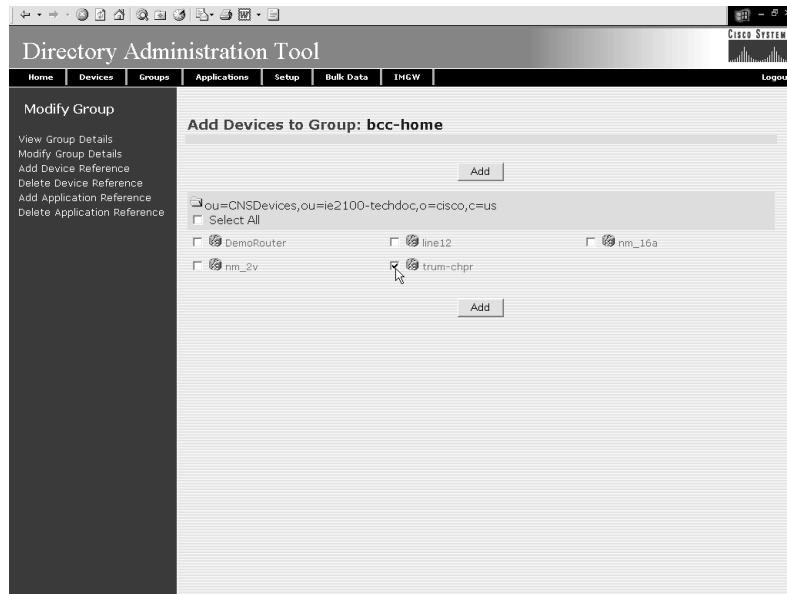 CISCO SYSTEM
Directory Administration Tool
Home Devices Groups Applications Setup Bulk Data IMGW Logou
Modify Group
View Group Details
Modify Group Details
Add Device Reference
Delete Device Reference
Add Application Reference
Delete Application Reference
Add Devices to Group: bcc-home
Add
ou=CNSDevices,ou=ie2100-techdoc,o=cisco,c=us
Select All
DemoRouter line12 nm_16a
nm_2v trum-chpr
Add